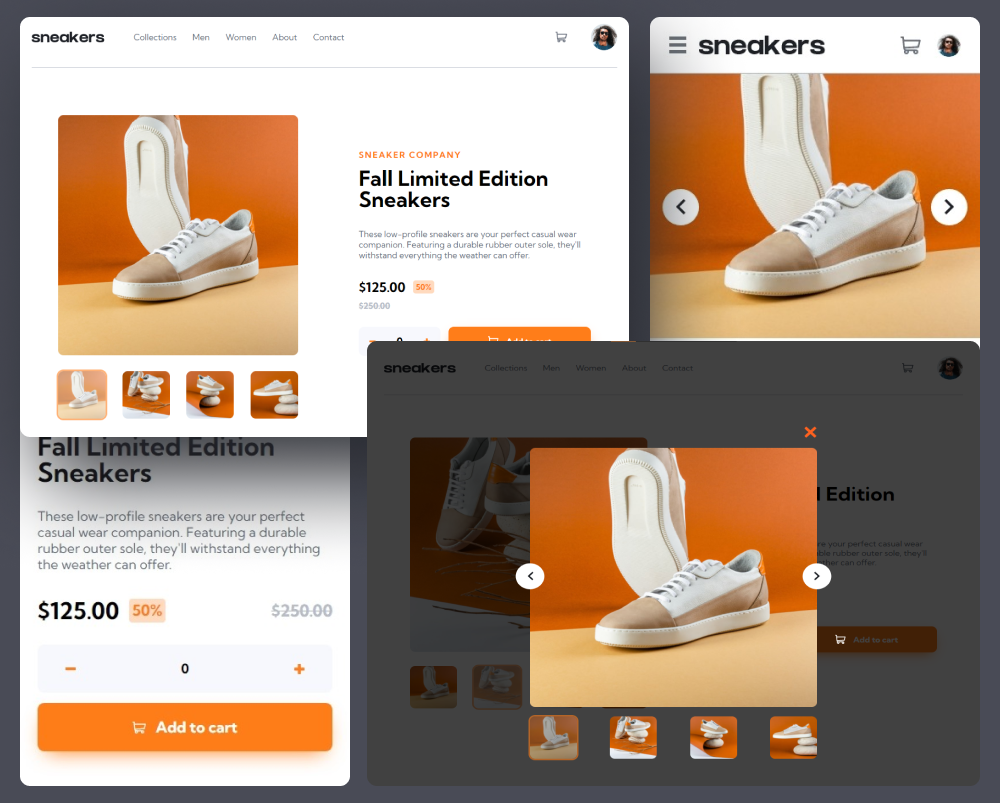 sneakers
Collections Men Women About Contact
SNEAKER COMPANY
Fall Limited Edition
Sneakers
These low-profile sneakers are your perfect casual wear
companion. Featuring a durable rubber outer sole, they'll
withstand everything the weather can offer.
$125.00 50%
$250.00
0 Add to cart
sneakers
Fall Limited Edition
Sneakers
These low-profile sneakers are your perfect
casual wear companion. Featuring a durable
rubber outer sole, they'll withstand everything
the weather can offer.
$125.00 50% $250.00
− 0 +
Add to cart
sneakers
Collections Men Women About Contact
Edition
your perfect casual wear
rubber outer sole, they'll
can offer.
Add to cart